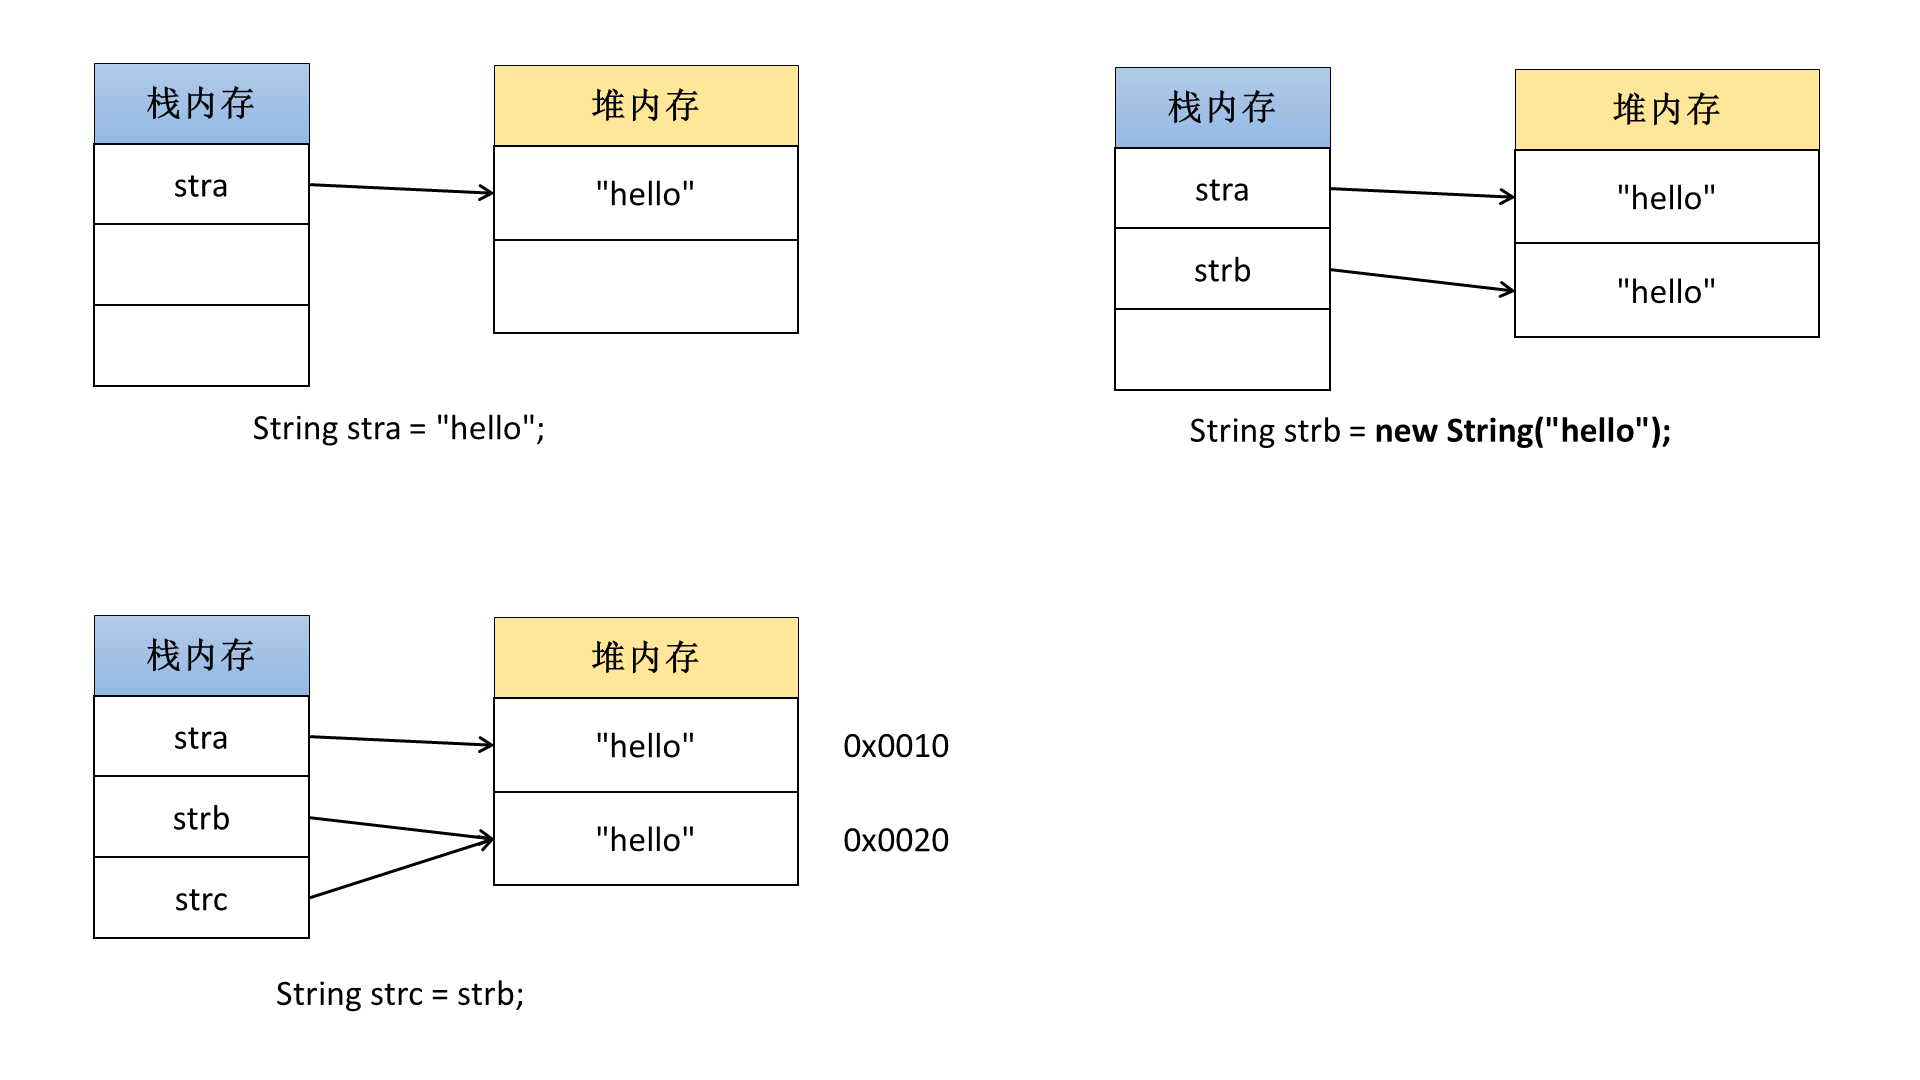 栈内存
堆内存
stra
"hello"
String stra = "hello";
栈内存
堆内存
stra
"hello"
strb
"hello"
String strb = new String("hello");
栈内存
堆内存
stra
"hello"
0x0010
strb
"hello"
0x0020
strc
String strc = strb;